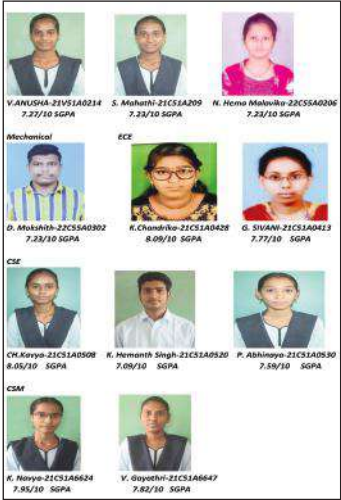 V.ANUSHA-21V51A0214 S. Mahathi-21C51A209 N. Hema Malavika-22C55A0206
7.27/10 SGPA 7.23/10 SGPA 7.23/10 SGPA
Mechanical ECE
D. Mokshith-22C55A0302 K.Chandrika-21C51A0428 G. SIVANI-21C51A0413
7.23/10 SGPA 8.09/10 SGPA 7.77/10 SGPA
CSE
CH.Kavya-21C51A0508 K. Hemanth Singh-21C51A0520 P. Abhinaya-21C51A0530
8.05/10 SGPA 7.09/10 SGPA 7.59/10 SGPA
CSM
K. Navya-21C51A6624 V. Gayathri-21C51A6647
7.95/10 SGPA 7.82/10 SGPA